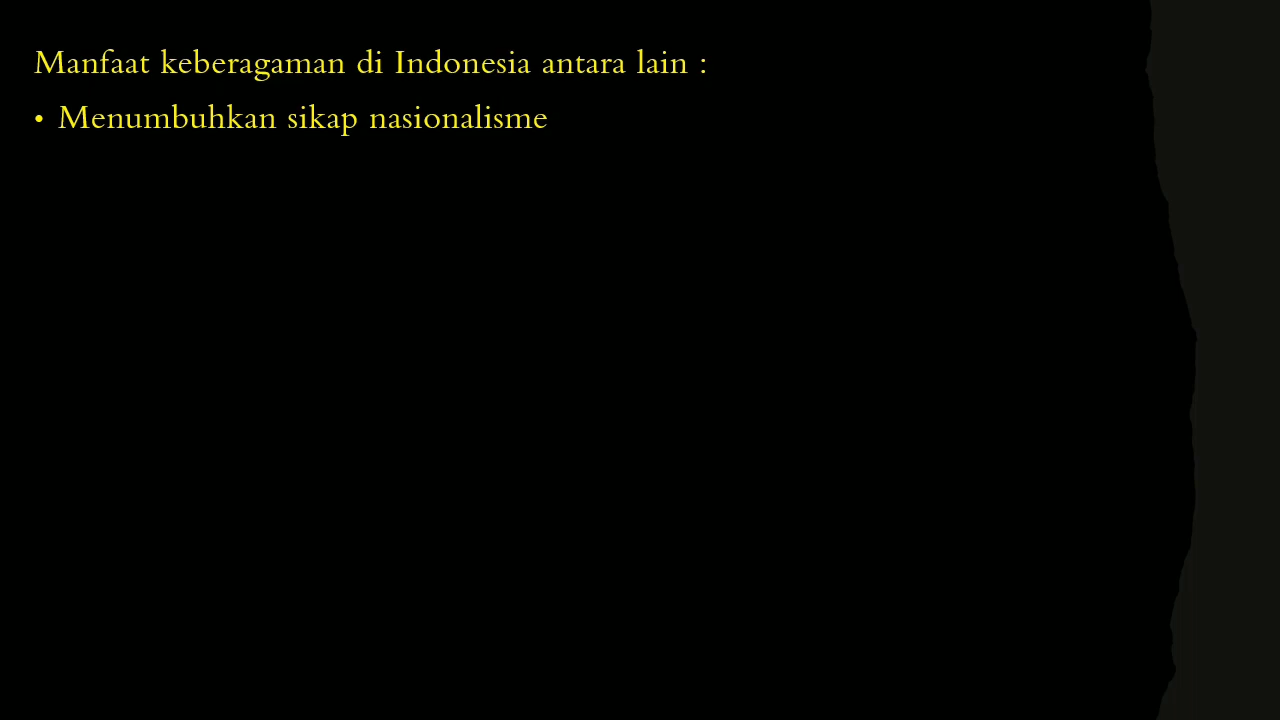 Manfaat keberagaman di Indonesia antara lain :
• Menumbuhkan sikap nasionalisme